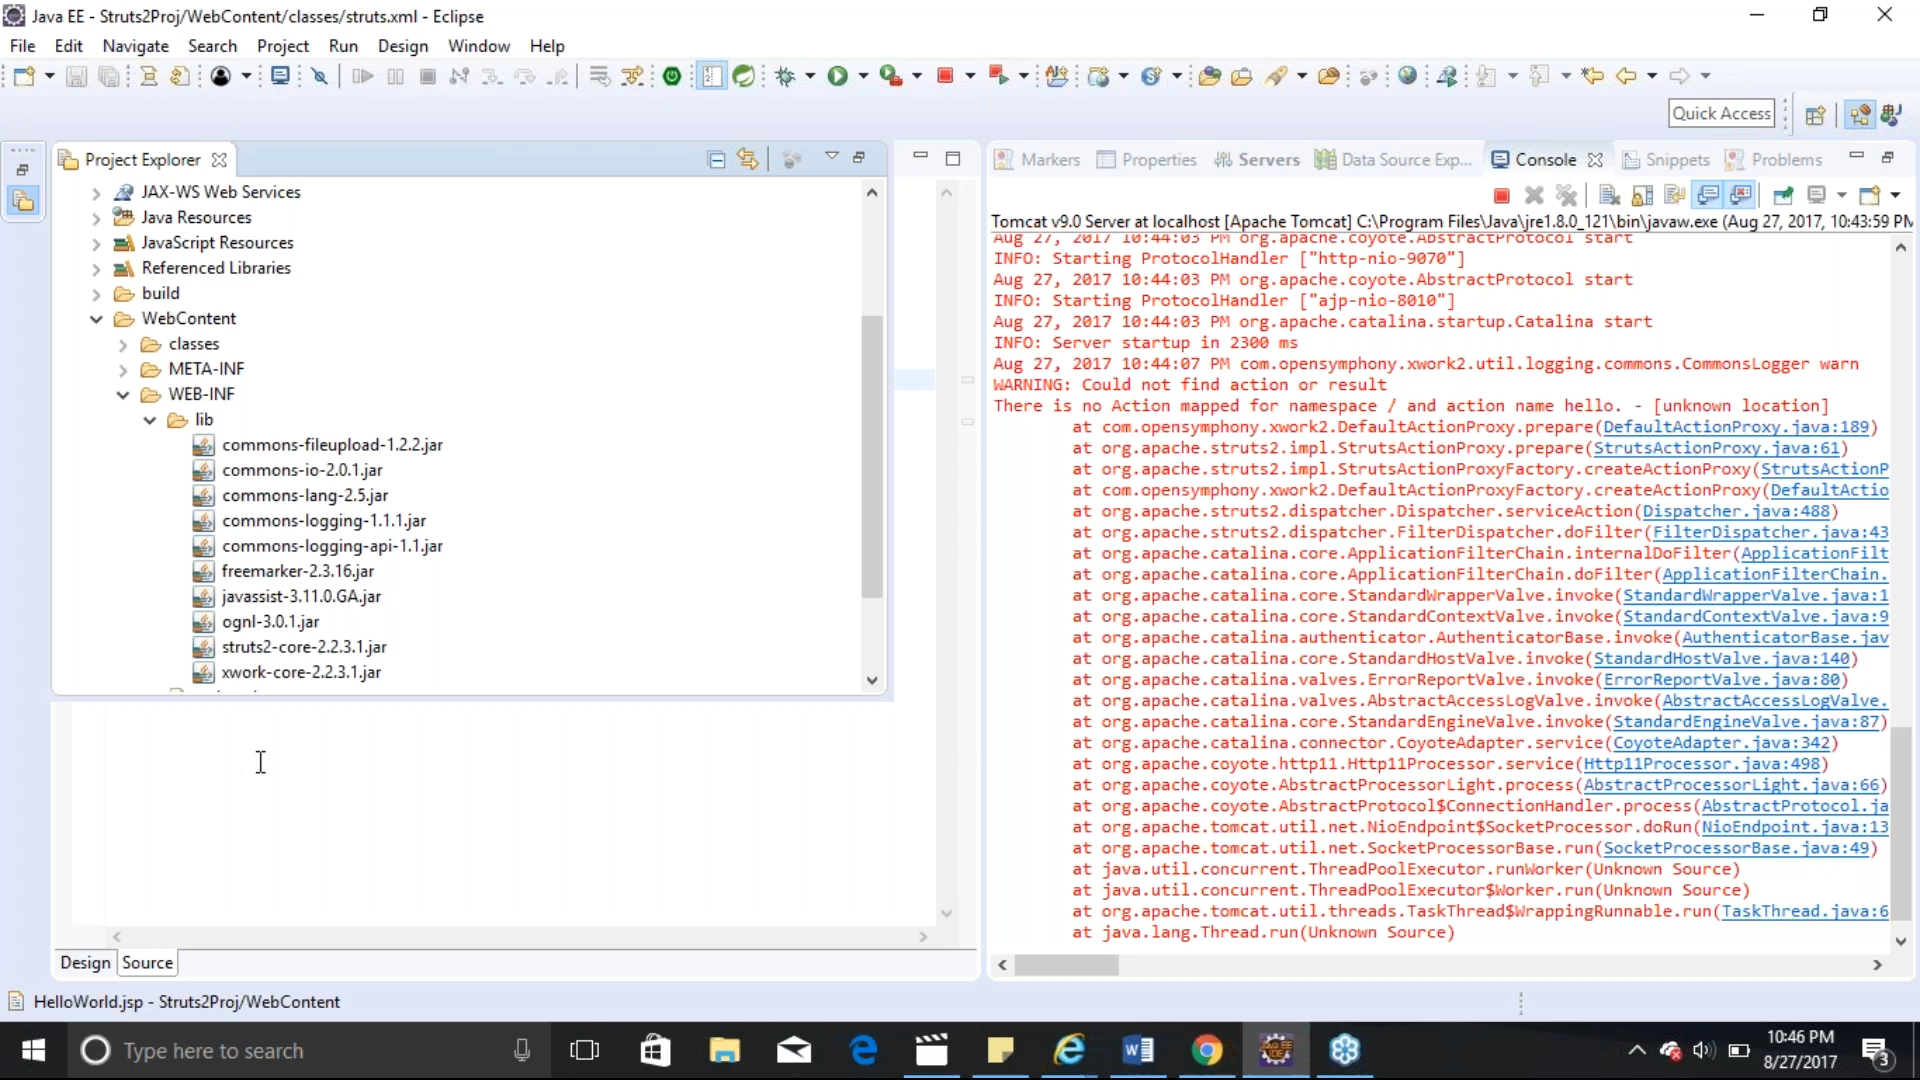 Java EE - Struts2Proj/WebContent/classes/struts.xml - Eclipse
File Edit Navigate Search Project Run Design Window Help
Quick Access
Project Explorer
Markers Properties Servers Data Source Exp... Console Snippets Problems
JAX-WS Web Services
Java Resources
JavaScript Resources
Referenced Libraries
build
WebContent
classes
META-INF
WEB-INF
lib
commons-fileupload-1.2.2.jar
commons-io-2.0.1.jar
commons-lang-2.5.jar
commons-logging-1.1.1.jar
commons-logging-api-1.1.jar
freemarker-2.3.16.jar
javassist-3.11.0.GA.jar
ognl-3.0.1.jar
struts2-core-2.2.3.1.jar
xwork-core-2.2.3.1.jar
Tomcat v9.0 Server at localhost [Apache Tomcat] C:\Program Files\Java\jre1.8.0_121\bin\javaw.exe (Aug 27, 2017, 10:43:59 PM
Aug 27, 2017 10:44:03 PM org.apache.coyote.AbstractProtocol start
INFO: Starting ProtocolHandler ["http-nio-9070"]
Aug 27, 2017 10:44:03 PM org.apache.coyote.AbstractProtocol start
INFO: Starting ProtocolHandler ["ajp-nio-8010"]
Aug 27, 2017 10:44:03 PM org.apache.catalina.startup.Catalina start
INFO: Server startup in 2300 ms
Aug 27, 2017 10:44:07 PM com.opensymphony.xwork2.util.logging.commons.CommonsLogger warn
WARNING: Could not find action or result
There is no Action mapped for namespace / and action name hello. - [unknown location]
at com.opensymphony.xwork2.DefaultActionProxy.prepare(DefaultActionProxy.java:189)
at org.apache.struts2.impl.StrutsActionProxy.prepare(StrutsActionProxy.java:61)
at org.apache.struts2.impl.StrutsActionProxyFactory.createActionProxy(StrutsActionP
at com.opensymphony.xwork2.DefaultActionProxyFactory.createActionProxy(DefaultActio
at org.apache.struts2.dispatcher.Dispatcher.serviceAction(Dispatcher.java:488)
at org.apache.struts2.dispatcher.FilterDispatcher.doFilter(FilterDispatcher.java:43
at org.apache.catalina.core.ApplicationFilterChain.internalDoFilter(ApplicationFilt
at org.apache.catalina.core.ApplicationFilterChain.doFilter(ApplicationFilterChain.
at org.apache.catalina.core.StandardWrapperValve.invoke(StandardWrapperValve.java:1
at org.apache.catalina.core.StandardContextValve.invoke(StandardContextValve.java:9
at org.apache.catalina.authenticator.AuthenticatorBase.invoke(AuthenticatorBase.jav
at org.apache.catalina.core.StandardHostValve.invoke(StandardHostValve.java:140)
at org.apache.catalina.valves.ErrorReportValve.invoke(ErrorReportValve.java:80)
at org.apache.catalina.valves.AbstractAccessLogValve.invoke(AbstractAccessLogValve.
at org.apache.catalina.core.StandardEngineValve.invoke(StandardEngineValve.java:87)
at org.apache.catalina.connector.CoyoteAdapter.service(CoyoteAdapter.java:342)
at org.apache.coyote.http11.Http11Processor.service(Http11Processor.java:498)
at org.apache.coyote.AbstractProcessorLight.process(AbstractProcessorLight.java:66)
at org.apache.coyote.AbstractProtocol$ConnectionHandler.process(AbstractProtocol.ja
at org.apache.tomcat.util.net.NioEndpoint$SocketProcessor.doRun(NioEndpoint.java:13
at org.apache.tomcat.util.net.SocketProcessorBase.run(SocketProcessorBase.java:49)
at java.util.concurrent.ThreadPoolExecutor.runWorker(Unknown Source)
at java.util.concurrent.ThreadPoolExecutor$Worker.run(Unknown Source)
at org.apache.tomcat.util.threads.TaskThread$WrappingRunnable.run(TaskThread.java:6
at java.lang.Thread.run(Unknown Source)
Design Source
HelloWorld.jsp - Struts2Proj/WebContent
Type here to search
10:46 PM
8/27/2017
3